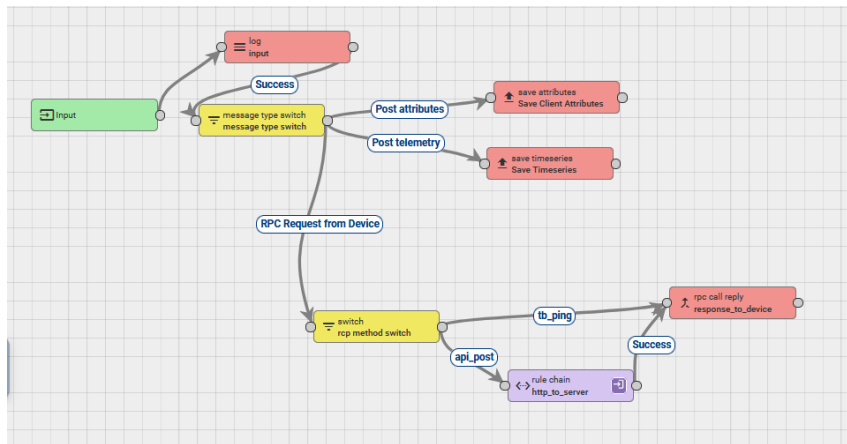 log
input
Success
Input
message type switch
message type switch
Post attributes
save attributes
Save Client Attributes
Post telemetry
save timeseries
Save Timeseries
RPC Request from Device
rpc call reply
response_to_device
switch
rcp method switch
tb_ping
Success
api_post
rule chain
http_to_server